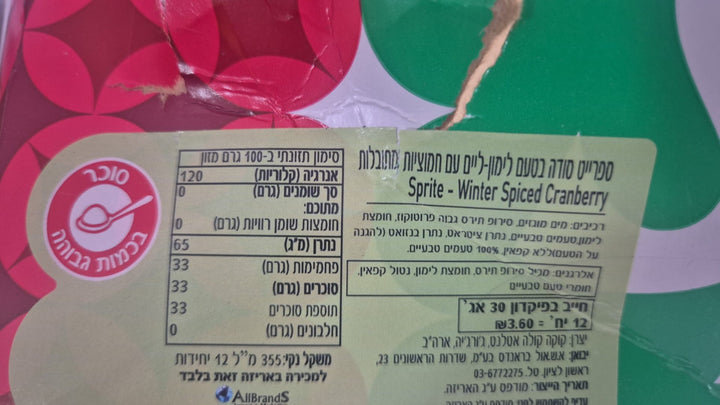 ספרייט סודה בטעם לימון-ליים עם חמוציות מתובלות
Sprite - Winter Spiced Cranberry
רכיבים: מים מוגזים, סירופ תירס גבוה פרוקטוז, חומצת
לימון,טעמים טבעיים, נתרן ציטראט, נתרן בנזואט (להגנה
על הטעם)ללא קפאין. 100% טעמים טבעיים.
אלרגנים: מכיל סירופ תירס, חומצת לימון, נטול קפאין,
חומרי טעם טבעיים
חייב בפיקדון 30 אג'
12 יח' = 3.60₪
יצרן: קוקה קולה אטלנט, ג'ורג'יה, ארה"ב
יבואן: בראנדס בע"מ, שדרות הראשונים 23,
ראשון לציון. טל. 03-6772275
תאריך הייצור: מודפס ע"ג האריזה.
סימון תזונתי ב-100 גרם מזון
אנרגיה (קלוריות) 120
סך שומנים (גרם) 0
מתוכם:
חומצות שומן רוויות (גרם) 0
נתרן (מ"ג) 65
פחמימות (גרם) 33
סוכרים (גרם) 33
תוספת סוכרים 33
חלבונים (גרם) 0
משקל נקי: 355 מ"ל 12 יחידות
למכירה באריזה זאת בלבד
AllBrandS
סוכר
בכמות גבוהה